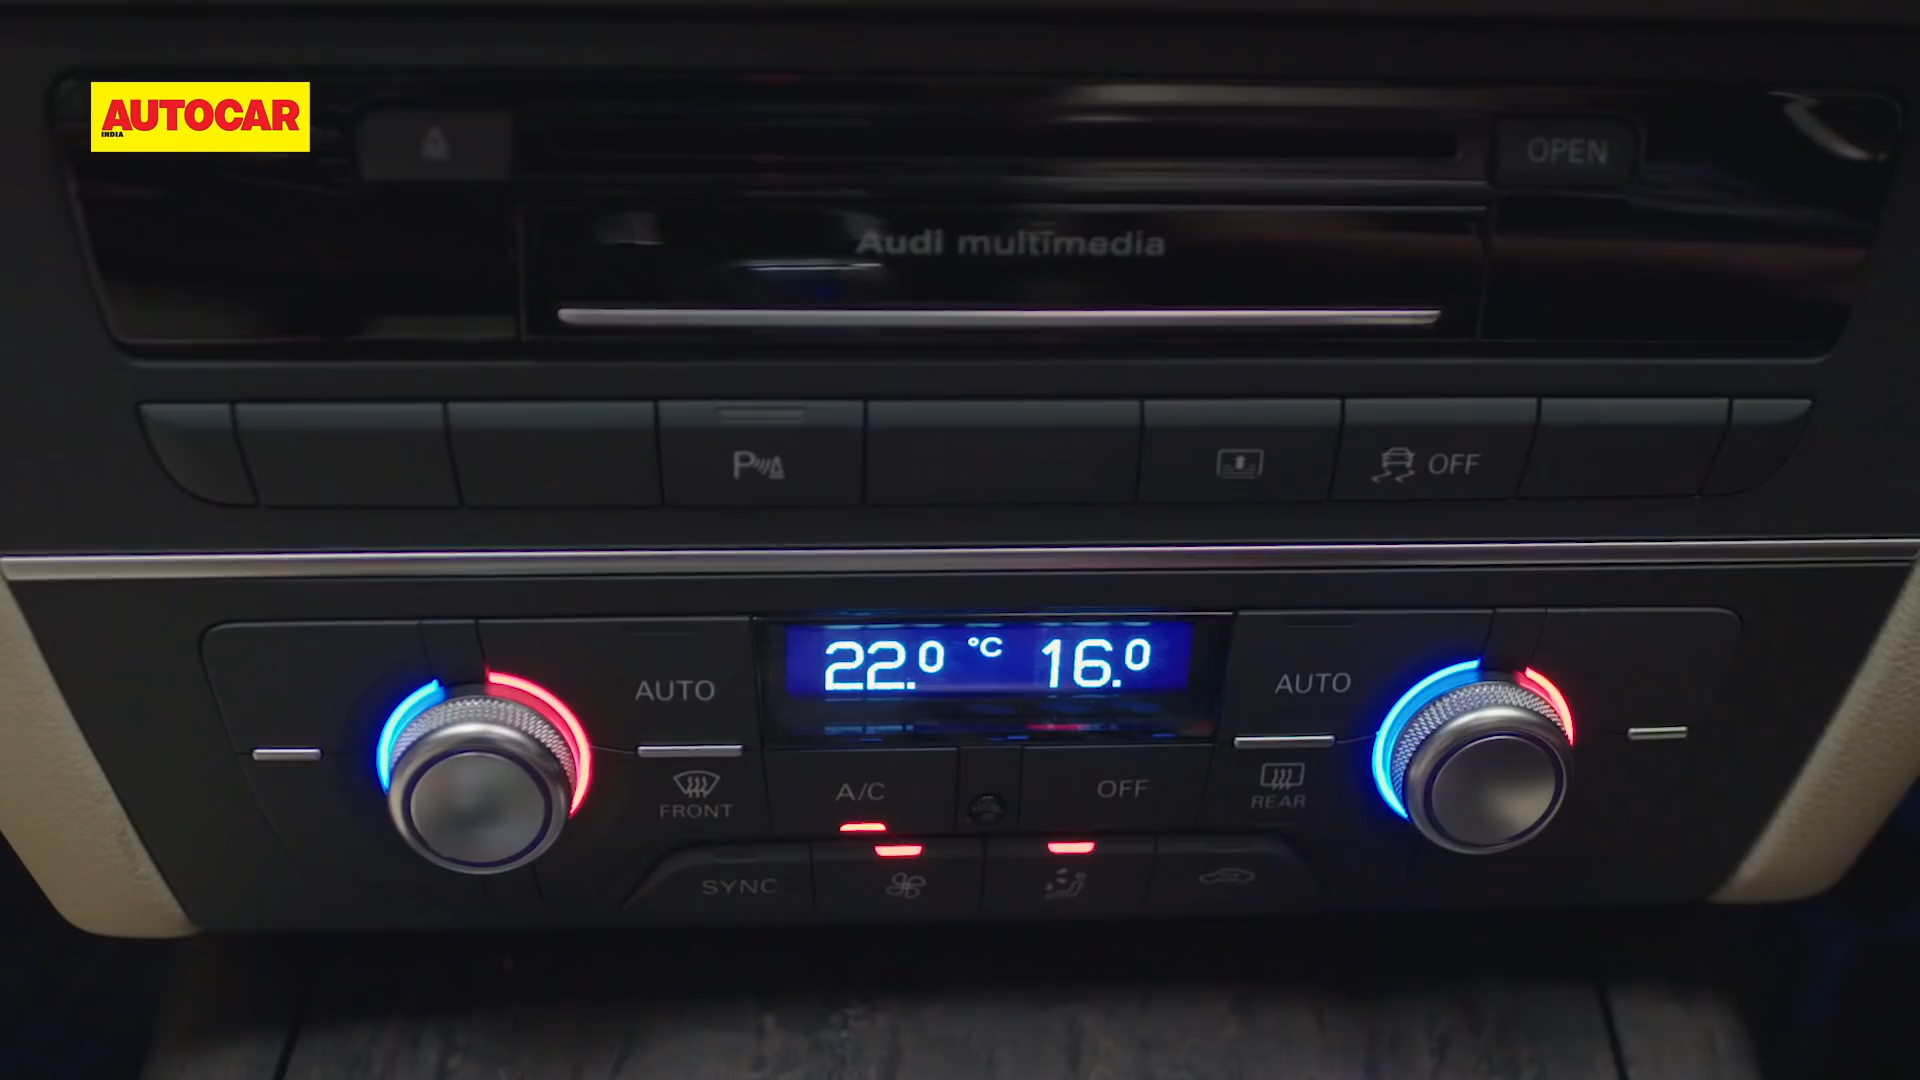 AUTOCAR
INDIA
OPEN
Audi multimedia
P
OFF
22.0 °C 16.0
AUTO
AUTO
A/C
OFF
FRONT
REAR
SYNC